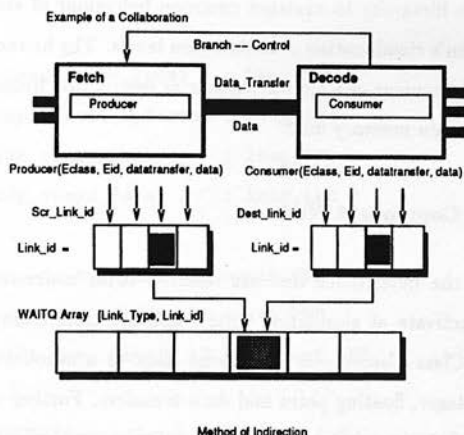 Example of a Collaboration
Branch -- Control
Fetch
Data_Transfer
Decode
Producer
Consumer
Data
Producer(Eclass, Eid, datatransfer, data)
Consumer(Eclass, Eid, datatransfer, data)
Scr_Link_id
Dest_link_id
Link_id =
Link_id =
WAITQ Array [Link_Type, Link_id]
Method of Indirection